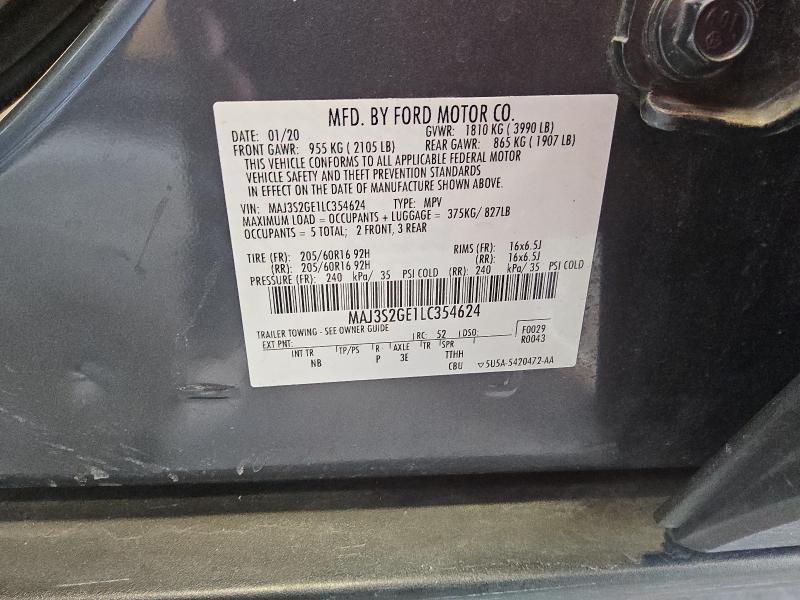 MFD. BY FORD MOTOR CO.
DATE: 01/20 GVWR: 1810 KG ( 3990 LB)
FRONT GAWR: 955 KG ( 2105 LB) REAR GAWR: 865 KG ( 1907 LB)
THIS VEHICLE CONFORMS TO ALL APPLICABLE FEDERAL MOTOR
VEHICLE SAFETY AND THEFT PREVENTION STANDARDS
IN EFFECT ON THE DATE OF MANUFACTURE SHOWN ABOVE.
VIN: MAJ3S2GE1LC354624 TYPE: MPV
MAXIMUM LOAD = OCCUPANTS + LUGGAGE = 375KG/ 827LB
OCCUPANTS = 5 TOTAL; 2 FRONT, 3 REAR
TIRE (FR): 205/60R16 92H RIMS (FR): 16x6.5J
(RR): 205/60R16 92H (RR): 16x6.5J
PRESSURE (FR): 240 kPa/ 35 PSI COLD (RR): 240 kPa/ 35 PSI COLD
MAJ3S2GE1LC354624
TRAILER TOWING - SEE OWNER GUIDE F0029
EXT PNT: RC: 52 DSO: R0043
INT TR TP/PS R AXLE TR SPR
NB P 3E TTHH
CBU ▽5U5A-5420472-AA